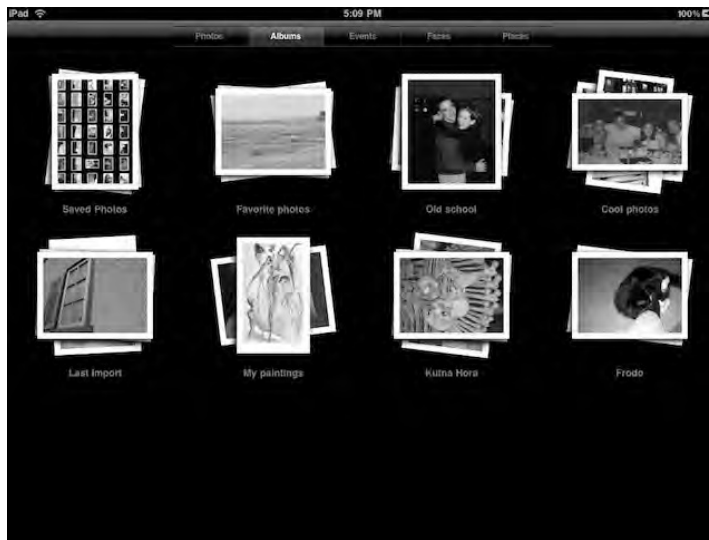 iPad 5:09 PM 100%
Photos Albums Events Faces Places
Saved Photos Favorite photos Old school Cool photos
Last Import My paintings Kutna Hora Frodo